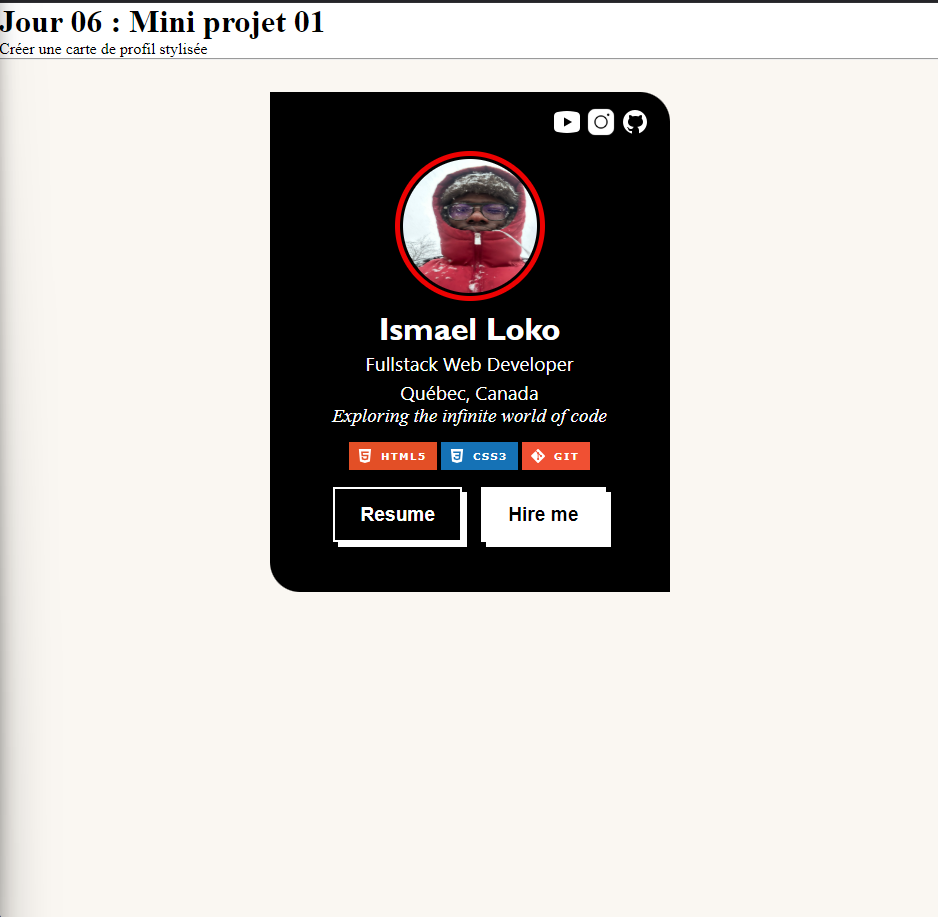 Jour 06 : Mini projet 01
Créer une carte de profil stylisée
Ismael Loko
Fullstack Web Developer
Québec, Canada
Exploring the infinite world of code
HTML5 CSS3 GIT
Resume Hire me